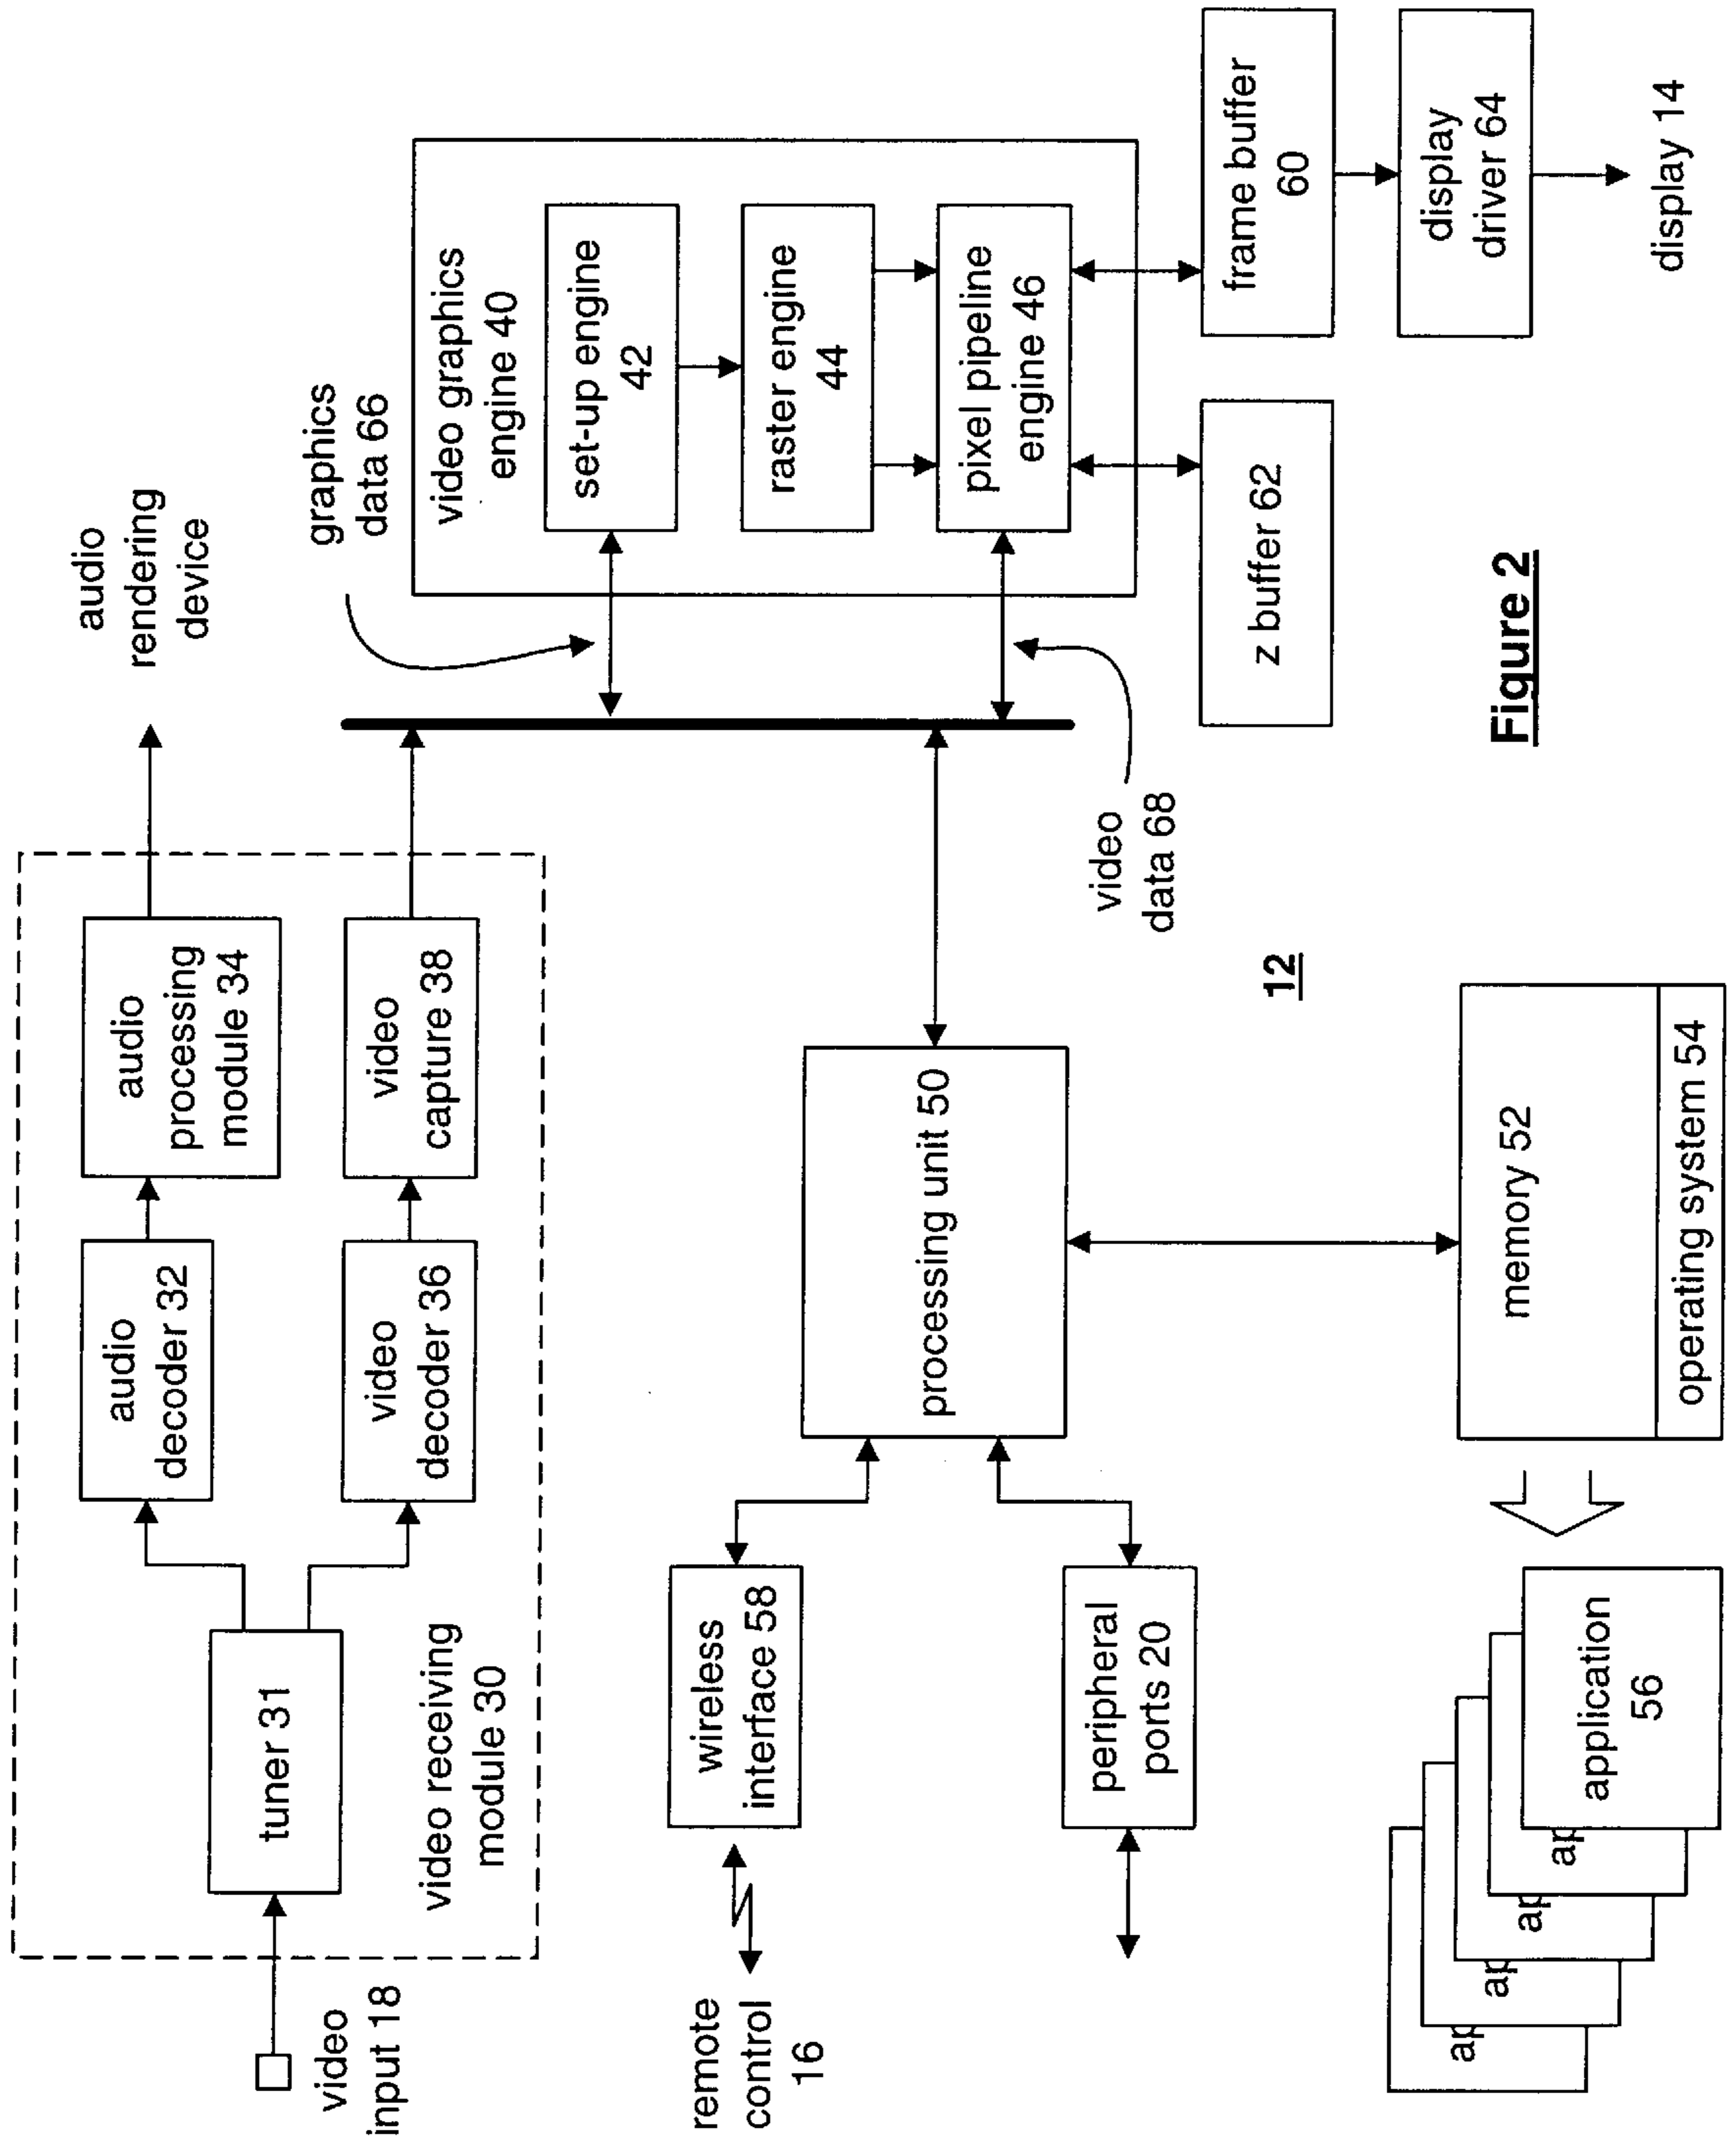 video
input 18
tuner 31
video receiving
module 30
audio
decoder 32
video
decoder 36
audio
processing
module 34
video
capture 38
audio
rendering
device
graphics
data 66
video graphics
engine 40
set-up engine
42
raster engine
44
pixel pipeline
engine 46
video
data 68
z buffer 62
frame buffer
60
display
driver 64
display 14
remote
control
16
wireless
interface 58
peripheral
ports 20
processing unit 50
12
memory 52
operating system 54
ap
ap
ap
ap
application
56
Figure 2